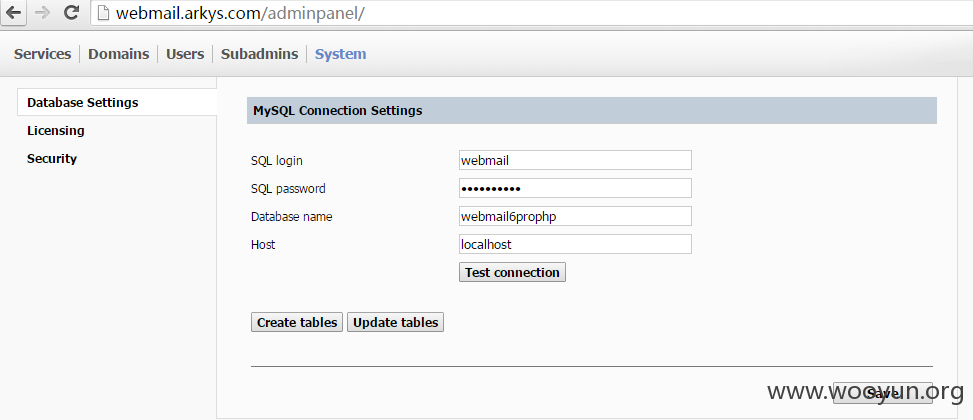 webmail.arkys.com/adminpanel/
Services Domains Users Subadmins System
Database Settings
Licensing
Security
MySQL Connection Settings
SQL login webmail
SQL password ••••••••••
Database name webmail6prophp
Host localhost
Test connection
Create tables Update tables
Save
www.wooyun.org